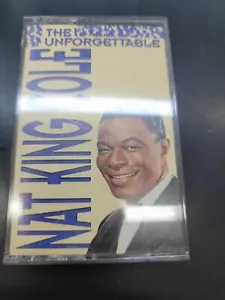 THE
UNFORGETTABLE
NAT KING COLE